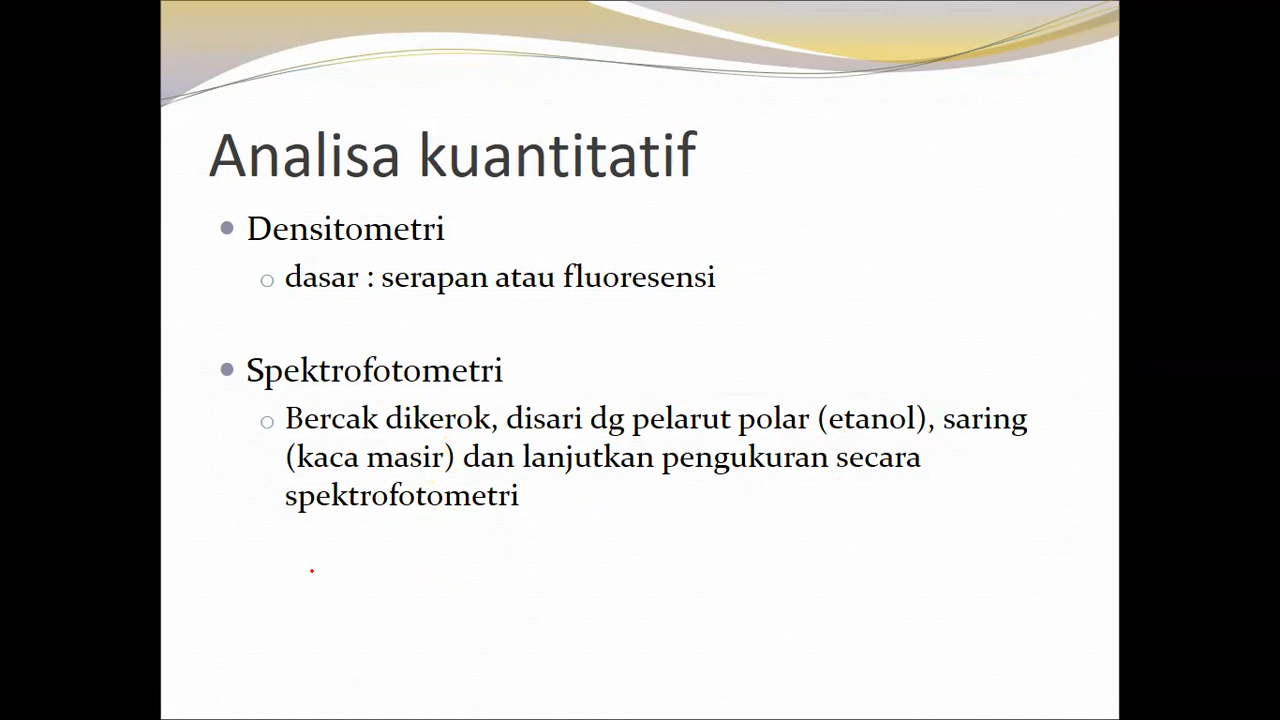 Analisa kuantitatif
Densitometri
dasar : serapan atau fluoresensi
Spektrofotometri
Bercak dikerok, disari dg pelarut polar (etanol), saring
(kaca masir) dan lanjutkan pengukuran secara
spektrofotometri